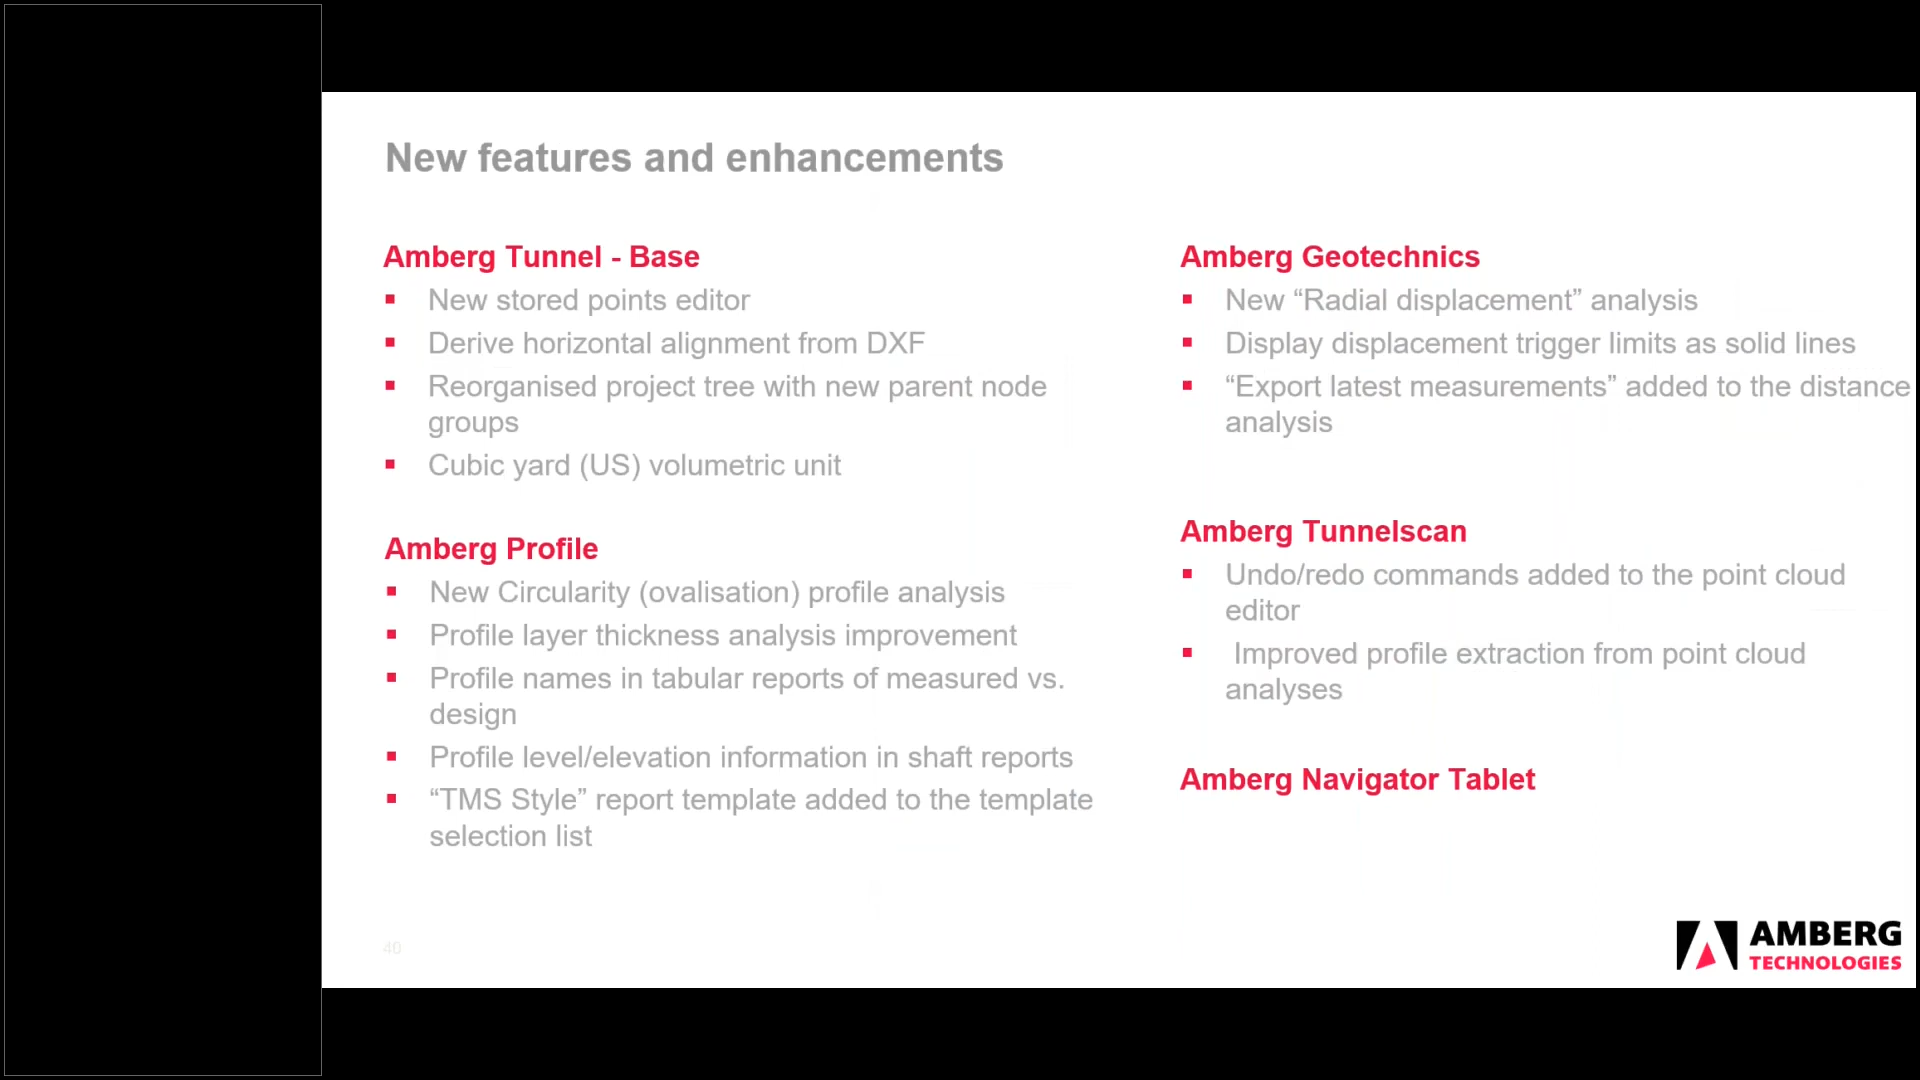 New features and enhancements
Amberg Tunnel - Base
▪ New stored points editor
▪ Derive horizontal alignment from DXF
▪ Reorganised project tree with new parent node
groups
▪ Cubic yard (US) volumetric unit
Amberg Profile
▪ New Circularity (ovalisation) profile analysis
▪ Profile layer thickness analysis improvement
▪ Profile names in tabular reports of measured vs.
design
▪ Profile level/elevation information in shaft reports
▪ “TMS Style” report template added to the template
selection list
Amberg Geotechnics
▪ New “Radial displacement” analysis
▪ Display displacement trigger limits as solid lines
▪ “Export latest measurements” added to the distance
analysis
Amberg Tunnelscan
▪ Undo/redo commands added to the point cloud
editor
▪ Improved profile extraction from point cloud
analyses
Amberg Navigator Tablet
40
AMBERG
TECHNOLOGIES